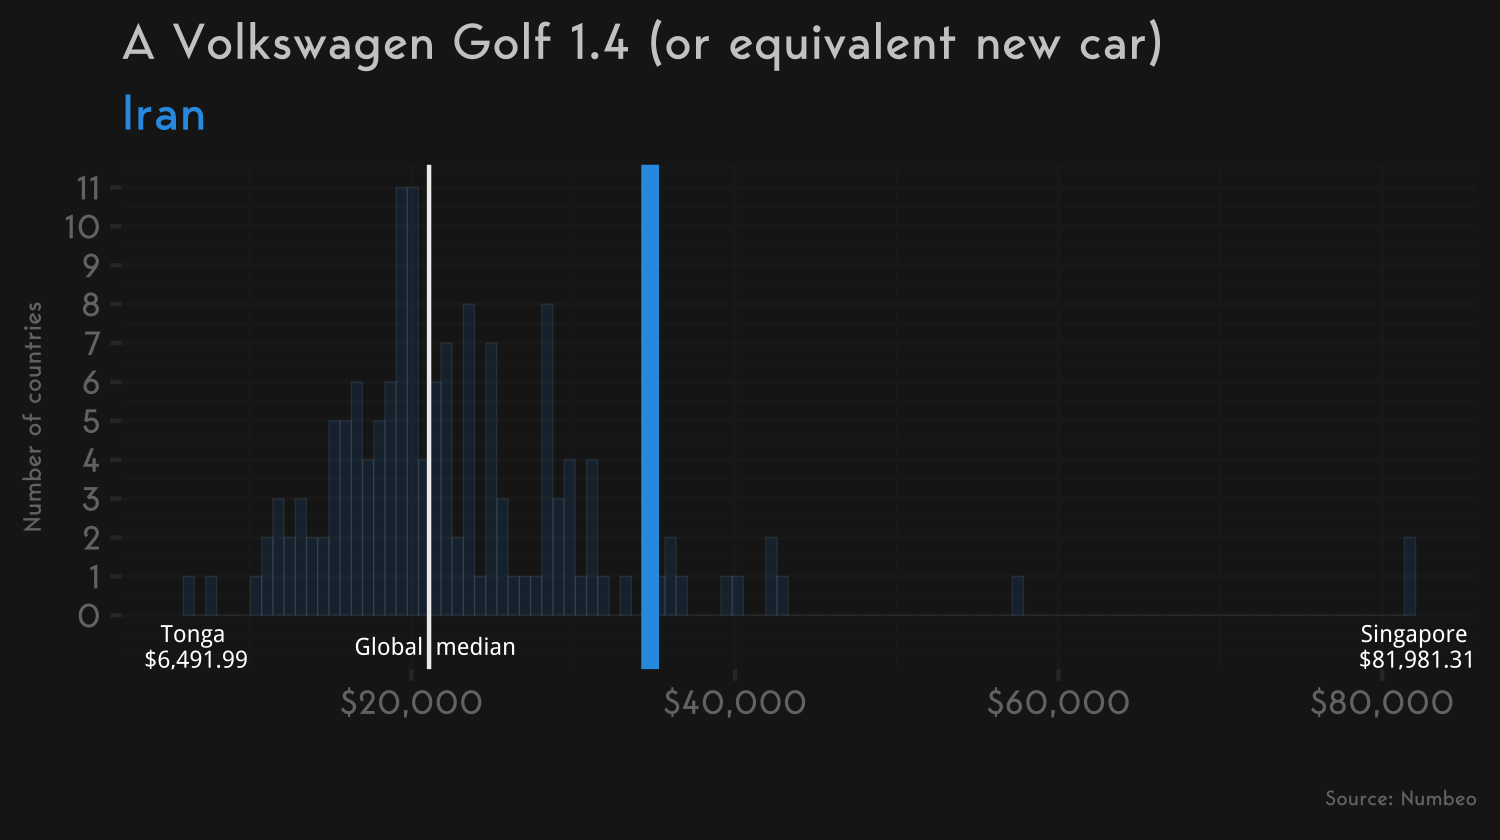 A Volkswagen Golf 1.4 (or equivalent new car)
Iran
Number of countries
11
10
9
8
7
6
5
4
3
2
1
0
Tonga
$6,491.99
Global median
Singapore
$81,981.31
$20,000
$40,000
$60,000
$80,000
Source: Numbeo